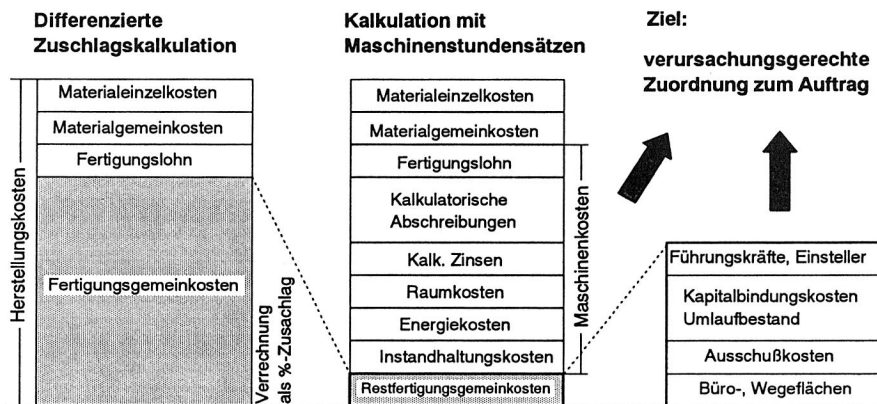 Differenzierte
Zuschlagskalkulation
Herstellungskosten
Materialeinzelkosten
Materialgemeinkosten
Fertigungslohn
Fertigungsgemeinkosten
Verrechnung
als %-Zusachlag
Kalkulation mit
Maschinenstundensätzen
Materialeinzelkosten
Materialgemeinkosten
Fertigungslohn
Kalkulatorische
Abschreibungen
Kalk. Zinsen
Raumkosten
Energiekosten
Instandhaltungskosten
Restfertigungsgemeinkosten
Maschinenkosten
Ziel:
verursachungsgerechte
Zuordnung zum Auftrag
Führungskräfte, Einsteller
Kapitalbindungskosten
Umlaufbestand
Ausschußkosten
Büro-, Wegeflächen